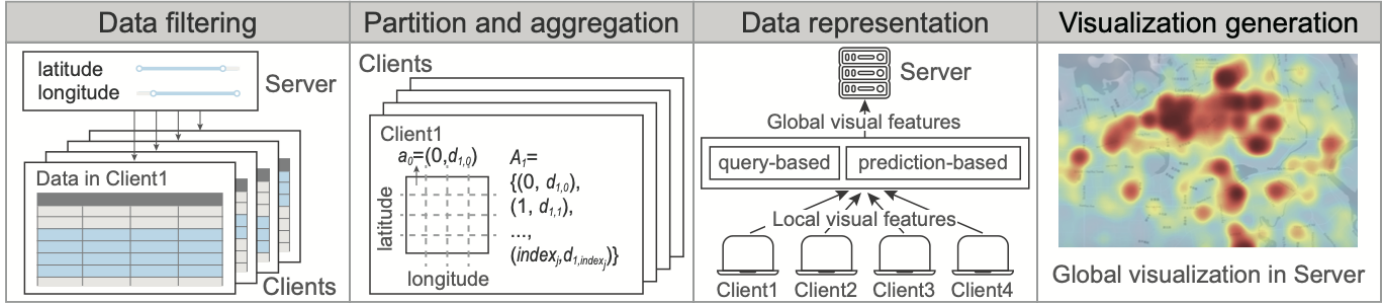 Data filtering
Partition and aggregation
Data representation
Visualization generation
latitude
longitude
Server
Data in Client1
Clients
Clients
Client1
a₀=(0,d₁,₀)
latitude
longitude
A₁=
{(0, d₁,₀),
(1, d₁,₁),
...,
(indexⱼ,d₁,indexⱼ)}
Server
Global visual features
query-based
prediction-based
Local visual features
Client1 Client2 Client3 Client4
Global visualization in Server